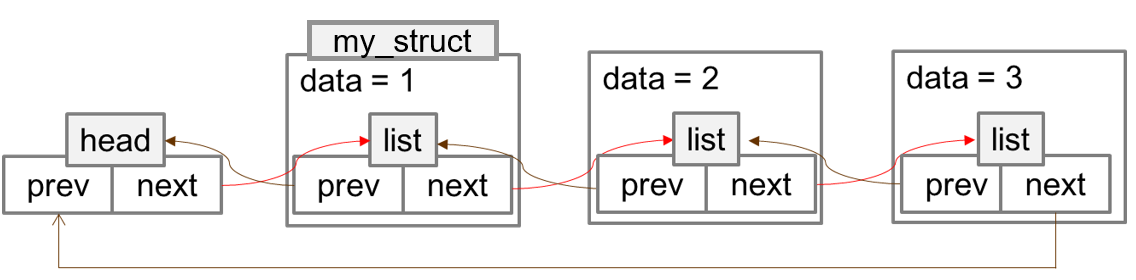 my_struct
data = 1
data = 2
data = 3
head
list
list
list
prev next
prev next
prev next
prev next